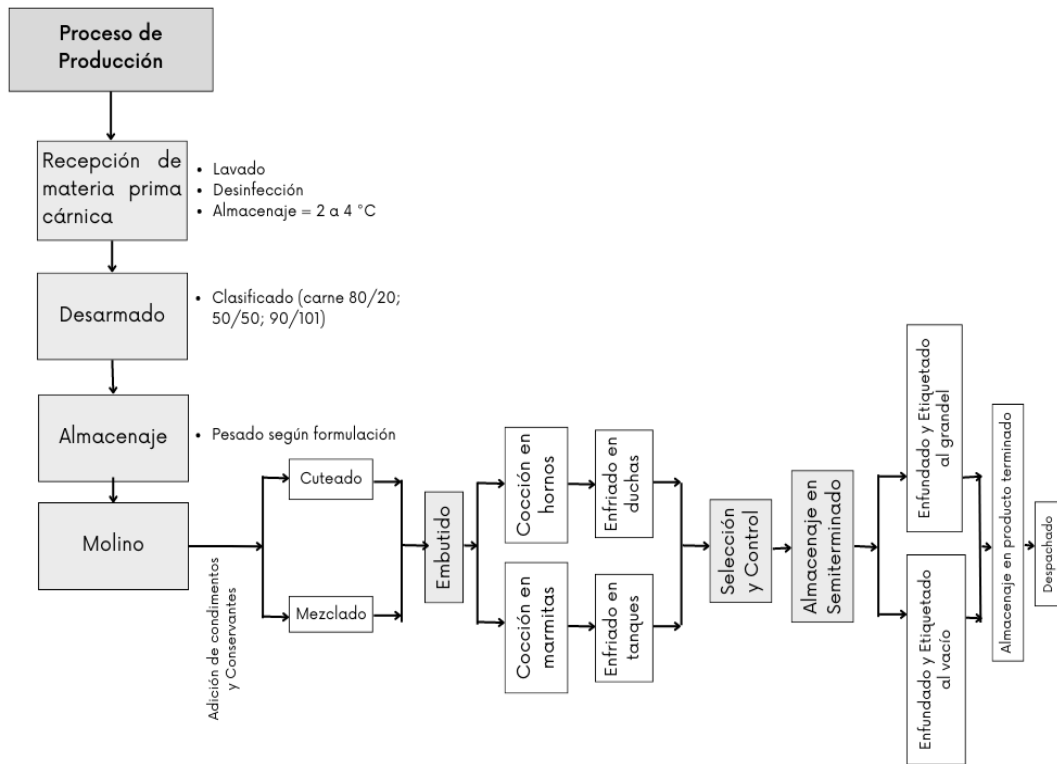 Proceso de
Producción
Recepción de
materia prima
cárnica
• Lavado
• Desinfección
• Almacenaje = 2 a 4 °C
Desarmado
• Clasificado (carne 80/20;
50/50; 90/101)
Almacenaje
• Pesado según formulación
Molino
Adición de condimentos
y Conservantes
Cuteado
Mezclado
Embutido
Cocción en
hornos
Enfriado en
duchas
Cocción en
marmitas
Enfriado en
tanques
Selección
y Control
Almacenaje en
Semiterminado
Enfundado y Etiquetado
al grandel
Enfundado y Etiquetado
al vacío
Almacenaje en producto terminado
Despachado